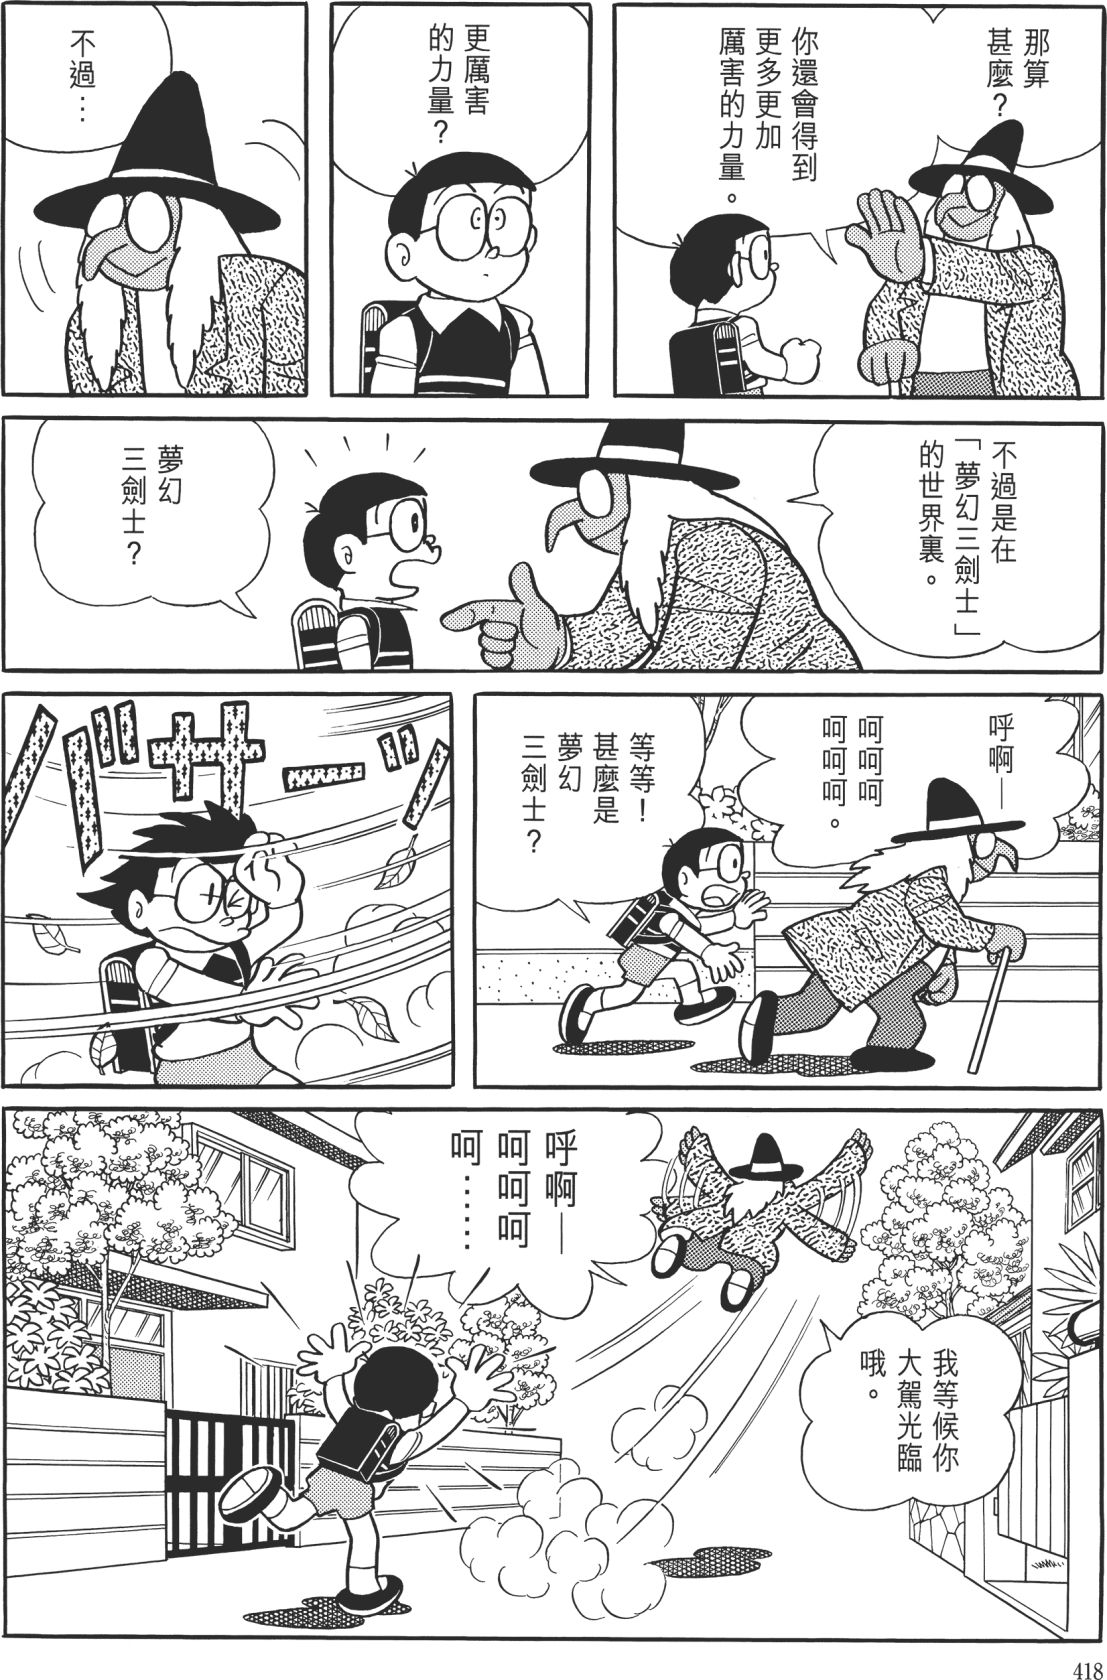 那算
甚麼？
你還會得到
更多更加
厲害的力量。
更厲害
的力量？
不過…
不過是在
「夢幻三劍士」
的世界裏。
夢幻
三劍士？
呼啊—
呵呵呵
呵呵呵。
等等！
甚麼是
夢幻
三劍士？
バザーッ
呼啊—
呵呵呵
呵……
我等候你
大駕光臨
哦。
418